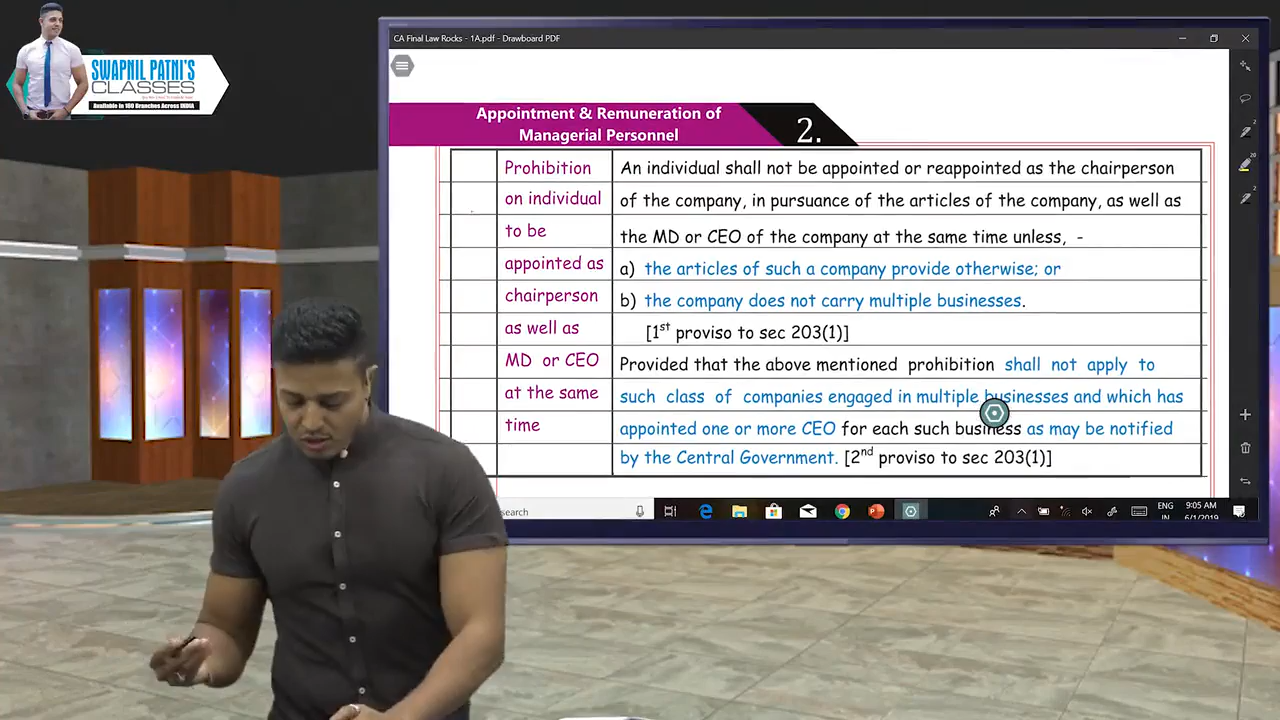 SWAPNIL PATNI'S
CLASSES
Available in 100 Branches Across INDIA
CA Final Law Rocks - 1A.pdf - Drawboard PDF
Appointment & Remuneration of
Managerial Personnel
2.
Prohibition
on individual
to be
appointed as
chairperson
as well as
MD or CEO
at the same
time
An individual shall not be appointed or reappointed as the chairperson
of the company, in pursuance of the articles of the company, as well as
the MD or CEO of the company at the same time unless, -
a) the articles of such a company provide otherwise; or
b) the company does not carry multiple businesses.
[1st proviso to sec 203(1)]
Provided that the above mentioned prohibition shall not apply to
such class of companies engaged in multiple businesses and which has
appointed one or more CEO for each such business as may be notified
by the Central Government. [2nd proviso to sec 203(1)]
search
ENG
IN
9:05 AM
6/1/2019